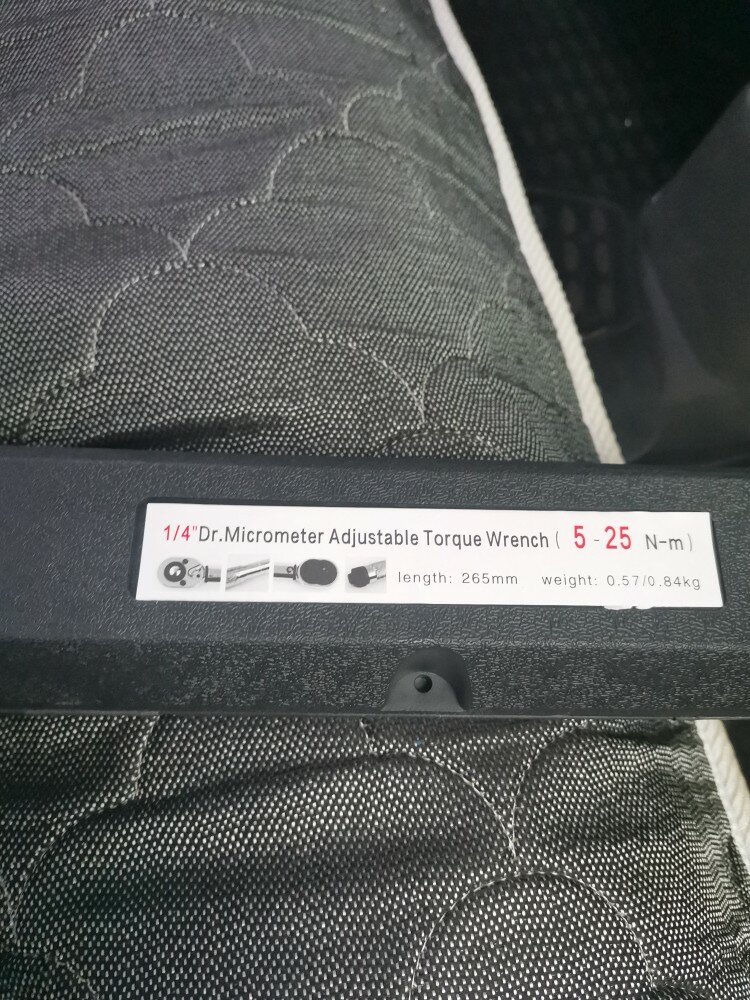 1/4"Dr.Micrometer Adjustable Torque Wrench ( 5 - 25 N-m)
length: 265mm weight: 0.57/0.84kg